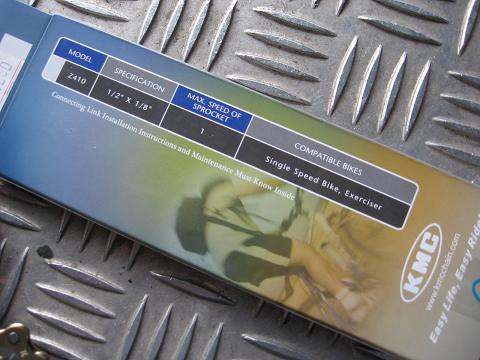 MODEL
SPECIFICATION
MAX. SPEED OF
SPROCKET
COMPATIBLE BIKES
Z410
1/2" X 1/8"
1
Single Speed Bike, Exerciser
Connecting Link Installation Instructions and Maintenance Must-Know Inside
KMC
www.kmcchain.com
Easy Life, Easy Ride